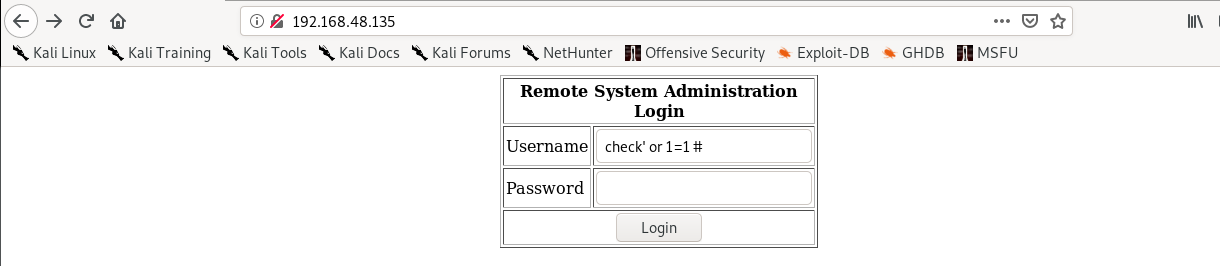 192.168.48.135
Kali Linux Kali Training Kali Tools Kali Docs Kali Forums NetHunter Offensive Security Exploit-DB GHDB MSFU
Remote System Administration
Login
Username check' or 1=1 #
Password
Login